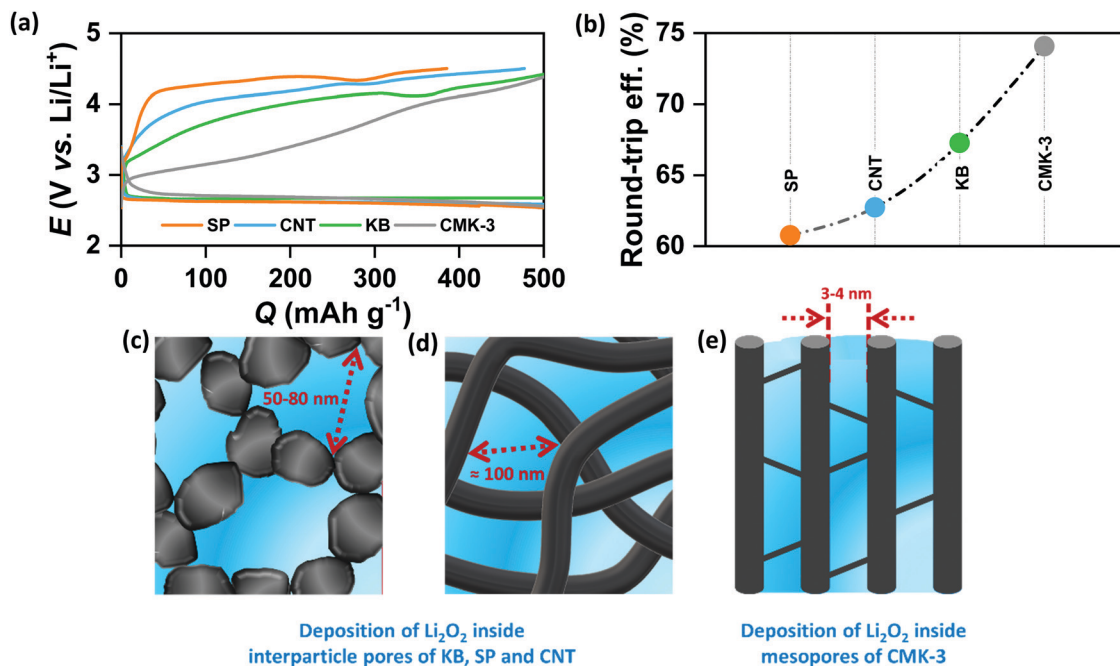 (a)
E (V vs. Li/Li⁺)
5
4
3
2
SP CNT KB CMK-3
0 100 200 300 400 500
Q (mAh g⁻¹)
(b)
Round-trip eff. (%)
75
70
65
60
SP
CNT
KB
CMK-3
(c)
50-80 nm
(d)
≈ 100 nm
(e)
3-4 nm
Deposition of Li₂O₂ inside
interparticle pores of KB, SP and CNT
Deposition of Li₂O₂ inside
mesopores of CMK-3